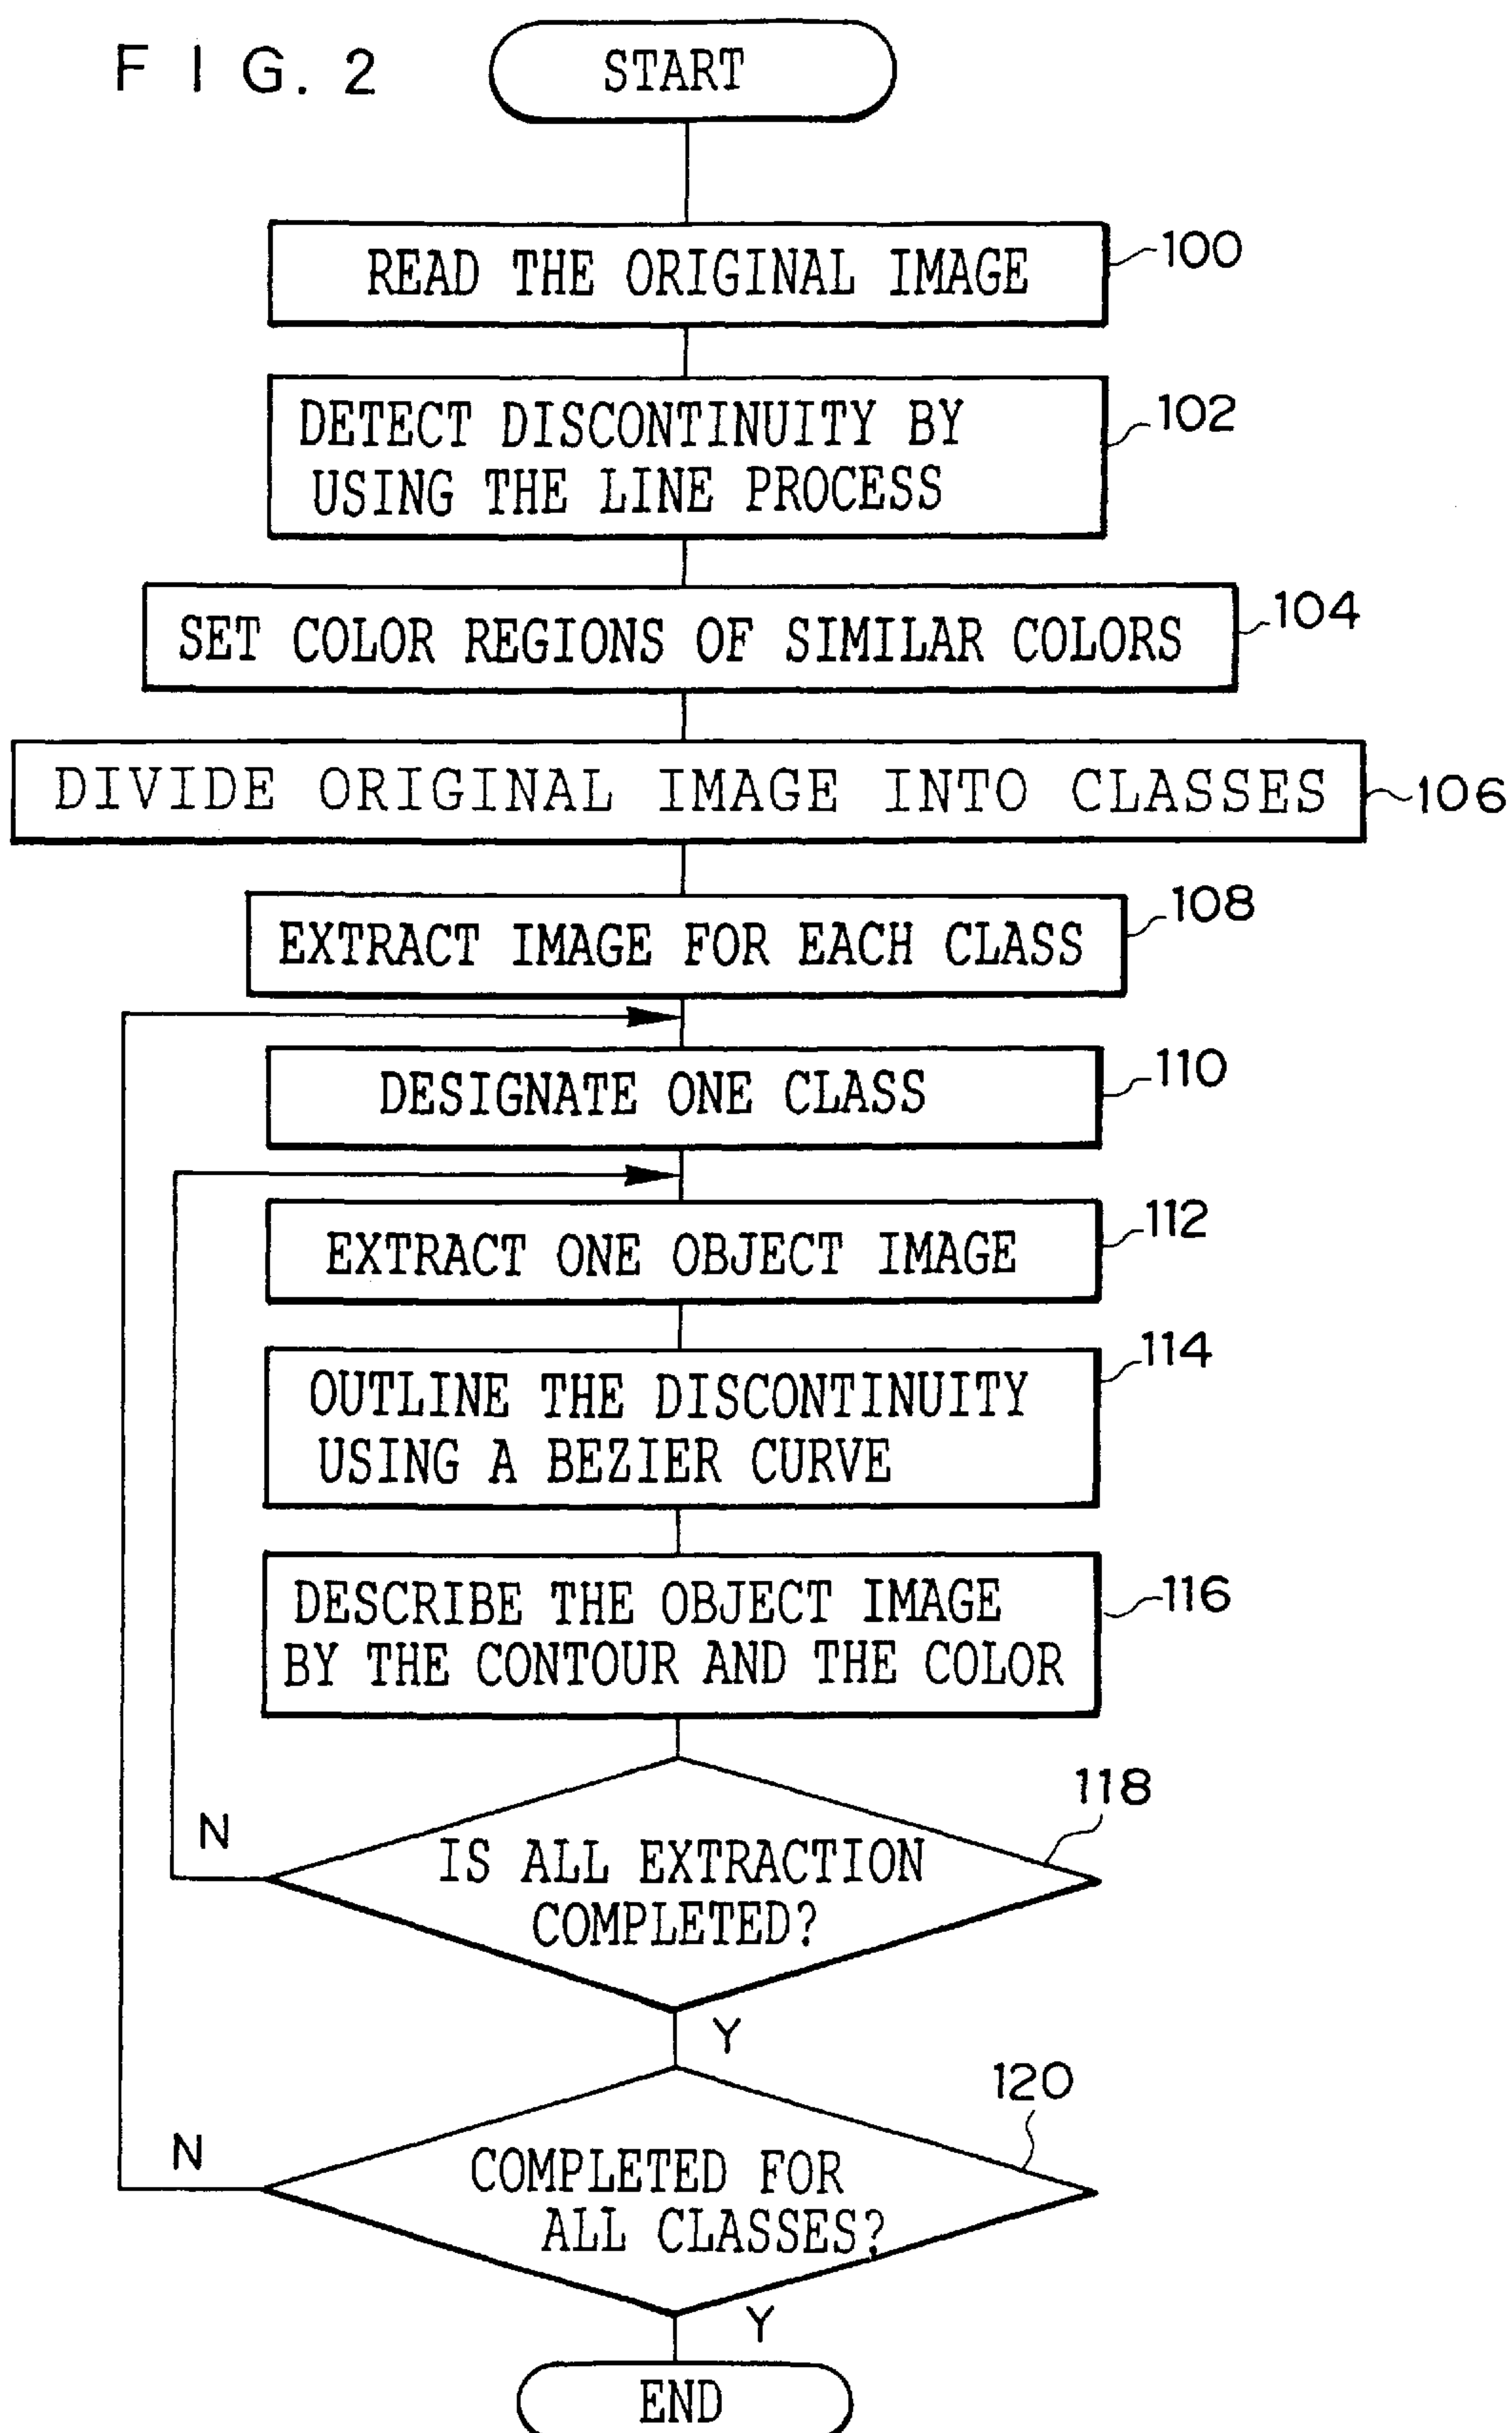 FIG. 2
START
READ THE ORIGINAL IMAGE
100
DETECT DISCONTINUITY BY
USING THE LINE PROCESS
102
SET COLOR REGIONS OF SIMILAR COLORS
104
DIVIDE ORIGINAL IMAGE INTO CLASSES
106
EXTRACT IMAGE FOR EACH CLASS
108
DESIGNATE ONE CLASS
110
EXTRACT ONE OBJECT IMAGE
112
OUTLINE THE DISCONTINUITY
USING A BEZIER CURVE
114
DESCRIBE THE OBJECT IMAGE
BY THE CONTOUR AND THE COLOR
116
IS ALL EXTRACTION
COMPLETED?
118
N
Y
COMPLETED FOR
ALL CLASSES?
120
N
Y
END